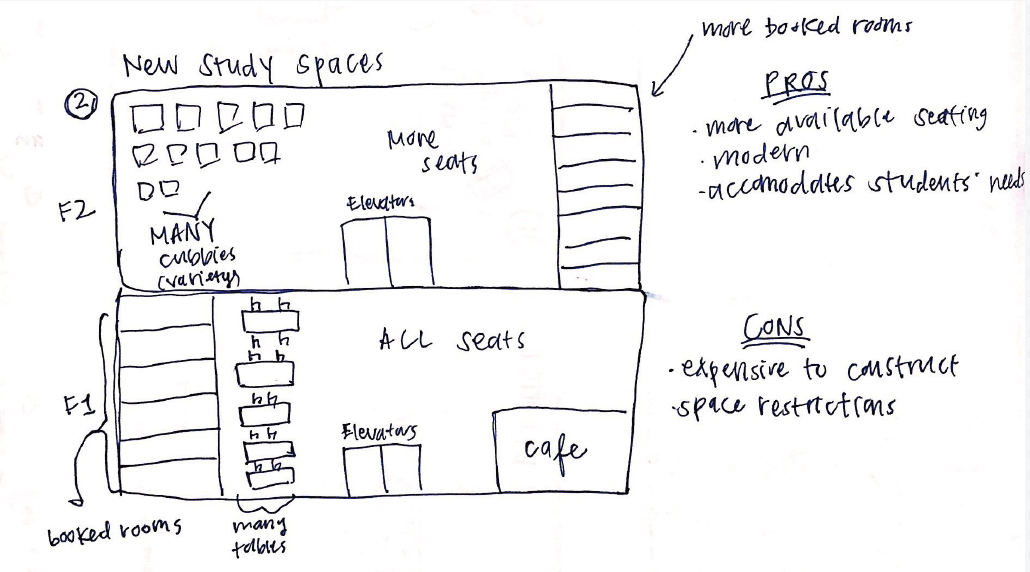 more booked rooms
New study spaces
PROS
2
• more available seating
• modern
- accomodates students' needs
More
seats
F2
Elevators
MANY
cubbies
(variety)
CONS
ALL seats
• expensive to construct
• space restrictions
F1
Elevators
cafe
booked rooms
many
tables